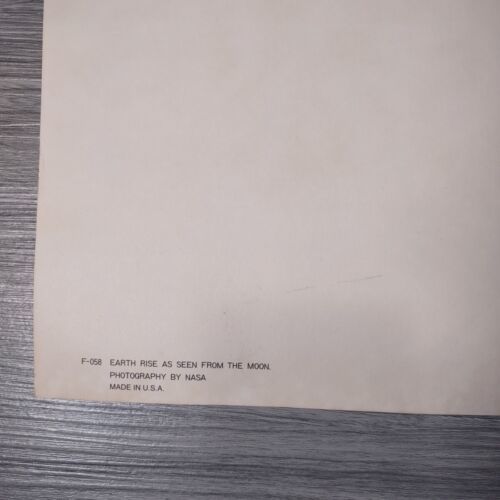 F-058 EARTH RISE AS SEEN FROM THE MOON.
PHOTOGRAPHY BY NASA
MADE IN U.S.A.